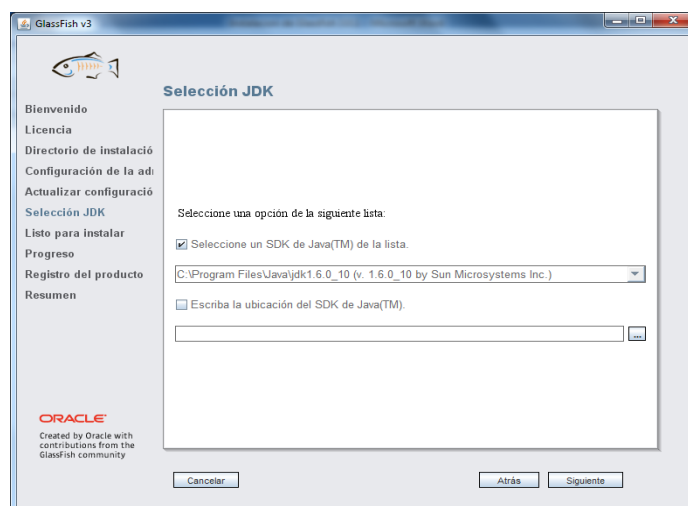 GlassFish v3
Selección JDK
Bienvenido
Licencia
Directorio de instalació
Configuración de la adı
Actualizar configuració
Selección JDK
Listo para instalar
Progreso
Registro del producto
Resumen
Seleccione una opción de la siguiente lista:
Seleccione un SDK de Java(TM) de la lista.
C:\Program Files\Java\jdk1.6.0_10 (v. 1.6.0_10 by Sun Microsystems Inc.)
Escriba la ubicación del SDK de Java(TM).
...
ORACLE
Created by Oracle with
contributions from the
GlassFish community
Cancelar
Atrás
Siguiente